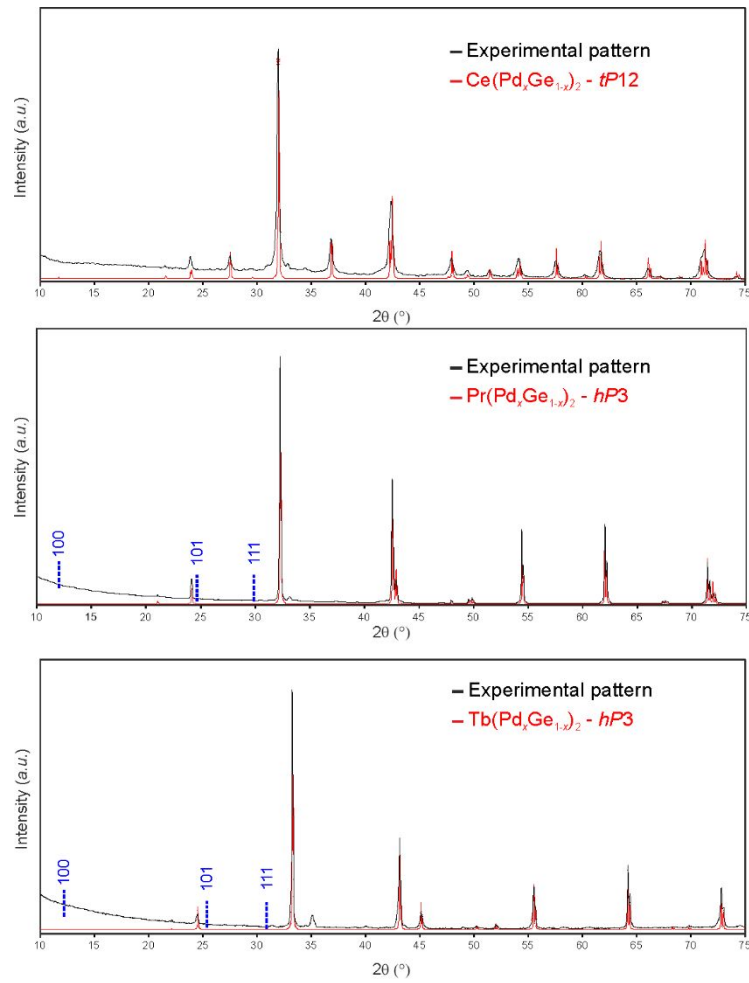 Intensity (a.u.)
Experimental pattern
Ce(PdₓGe₁₋ₓ)₂ - tP12
10 15 20 25 30 35 40 45 50 55 60 65 70 75
2θ (°)
Intensity (a.u.)
Experimental pattern
Pr(PdₓGe₁₋ₓ)₂ - hP3
100
101
111
10 15 20 25 30 35 40 45 50 55 60 65 70 75
2θ (°)
Intensity (a.u.)
Experimental pattern
Tb(PdₓGe₁₋ₓ)₂ - hP3
100
101
111
10 15 20 25 30 35 40 45 50 55 60 65 70 75
2θ (°)